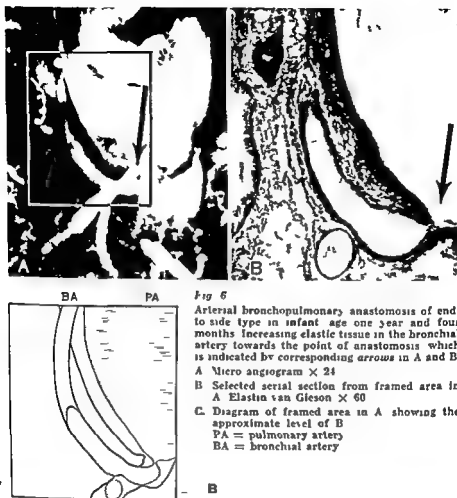 A
B
BA PA
B
Fig 6
Arterial bronchopulmonary anastomosis of end
to side type in infant age one year and four
months Increasing elastic tissue in the bronchial
artery towards the point of anastomosis which
is indicated by corresponding arrows in A and B
A Micro angiogram × 24
B Selected serial section from framed area in
A Elastin van Gieson × 60
C. Diagram of framed area in A showing the
approximate level of B
PA = pulmonary artery
BA = bronchial artery